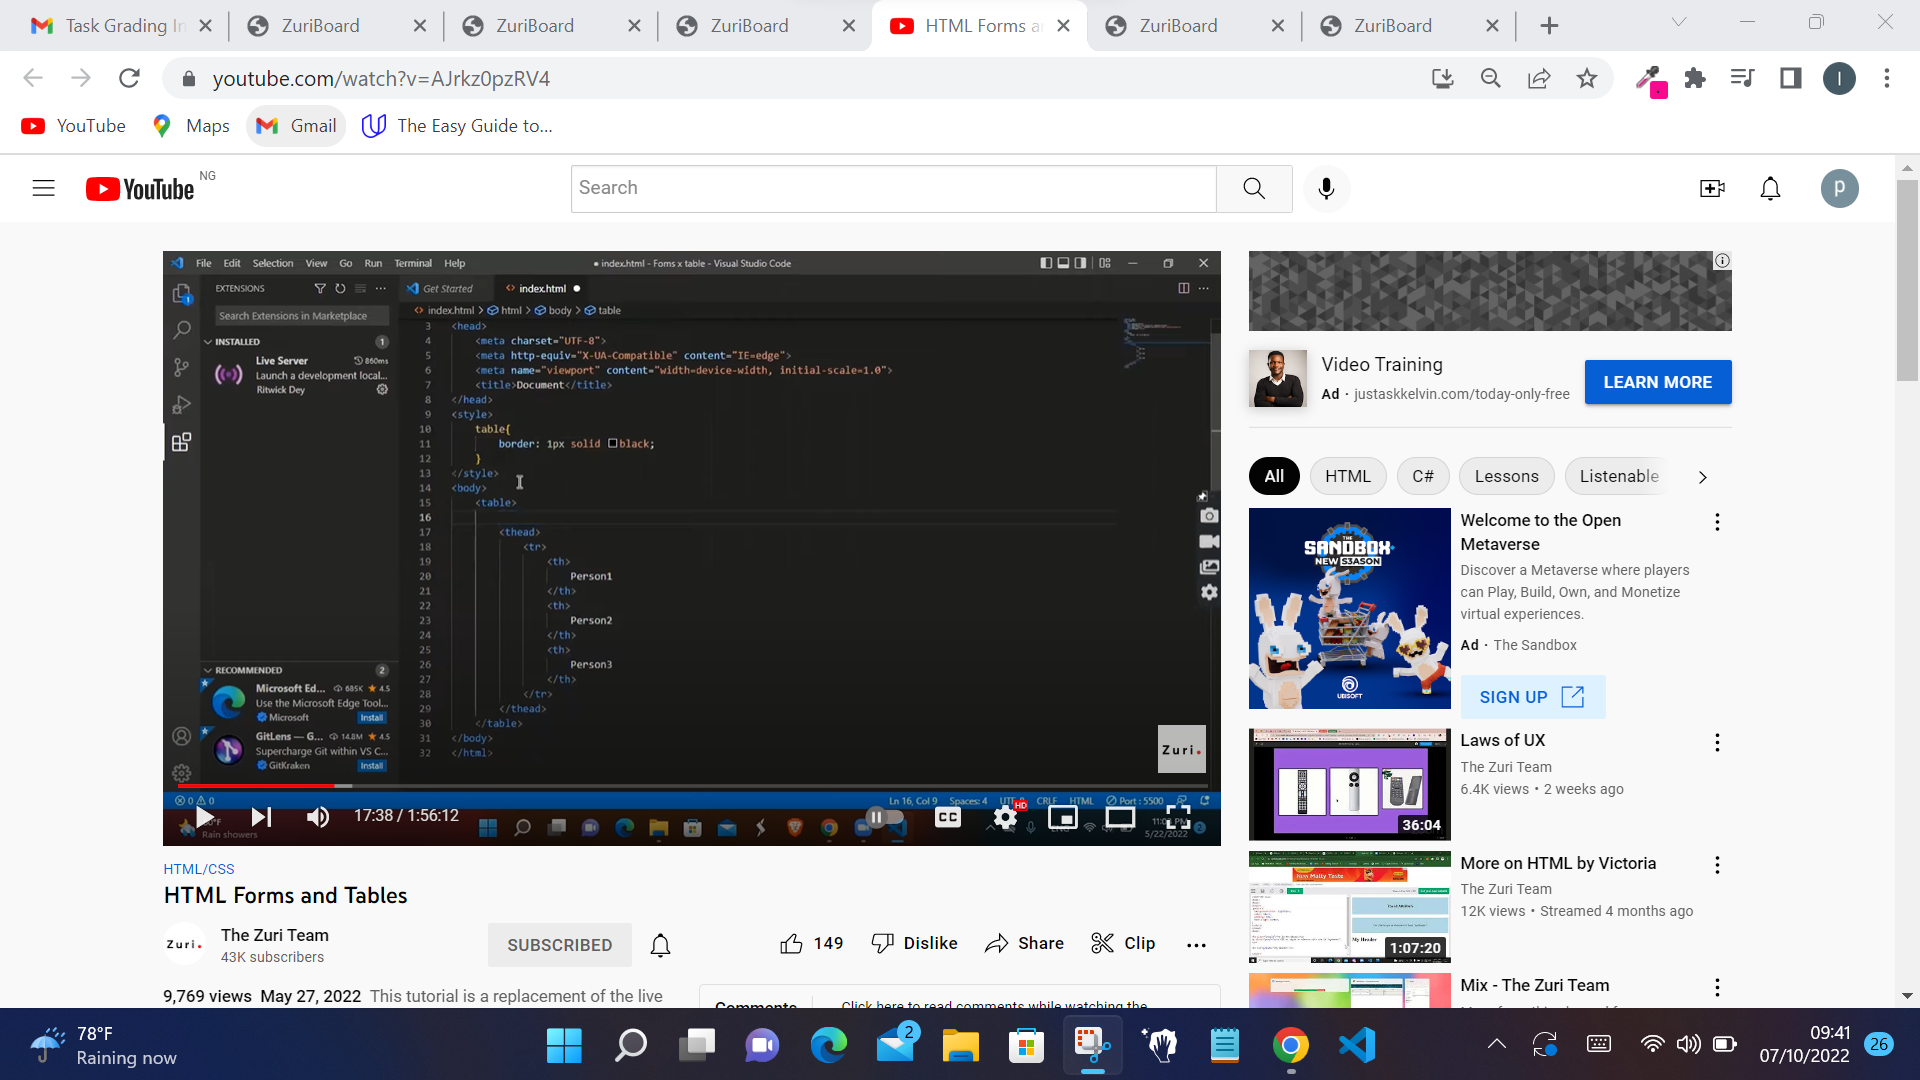 Task Grading In
ZuriBoard
ZuriBoard
ZuriBoard
HTML Forms a
ZuriBoard
ZuriBoard
youtube.com/watch?v=AJrkz0pzRV4
I
YouTube
Maps
Gmail
The Easy Guide to...
YouTube
NG
Search
p
File Edit Selection View Go Run Terminal Help
index.html - Foms x table - Visual Studio Code
EXTENSIONS
Get Started
index.html
Search Extensions in Marketplace
index.html > html > body > table
INSTALLED
1
Live Server
860ms
Launch a development local...
Ritwick Dey
3 <head>
4 <meta charset="UTF-8">
5 <meta http-equiv="X-UA-Compatible" content="IE=edge">
6 <meta name="viewport" content="width=device-width, initial-scale=1.0">
7 <title>Document</title>
8 </head>
9 <style>
10 table{
11 border: 1px solid black;
12 }
13 </style>
14 <body>
15 <table>
16
17 <thead>
18 <tr>
19 <th>
20 Person1
21 </th>
22 <th>
23 Person2
24 </th>
25 <th>
26 Person3
27 </th>
28 </tr>
29 </thead>
30 </table>
31 </body>
32 </html>
RECOMMENDED
2
Microsoft Ed... 685K 4.5
Use the Microsoft Edge Tool...
Microsoft
Install
GitLens — G... 14.8M 4.5
Supercharge Git within VS C...
GitKraken
Install
Zuri.
0 0
Ln 16, Col 9 Spaces: 4 CRLF HTML Port : 5500
17:38 / 1:56:12
CC
HD
Rain showers
5/22/2022
HTML/CSS
HTML Forms and Tables
Zuri.
The Zuri Team
43K subscribers
SUBSCRIBED
149
Dislike
Share
Clip
9,769 views May 27, 2022 This tutorial is a replacement of the live
Comments
Click here to read comments while watching the
Video Training
Ad · justaskkelvin.com/today-only-free
LEARN MORE
All
HTML
C#
Lessons
Listenable
THE
SANDBOX
NEW S3ASON
UBISOFT
Welcome to the Open
Metaverse
Discover a Metaverse where players
can Play, Build, Own, and Monetize
virtual experiences.
Ad · The Sandbox
SIGN UP
36:04
Laws of UX
The Zuri Team
6.4K views • 2 weeks ago
New Malty Taste
My Header
1:07:20
More on HTML by Victoria
The Zuri Team
12K views • Streamed 4 months ago
Mix - The Zuri Team
78°F
Raining now
2
09:41
07/10/2022
26